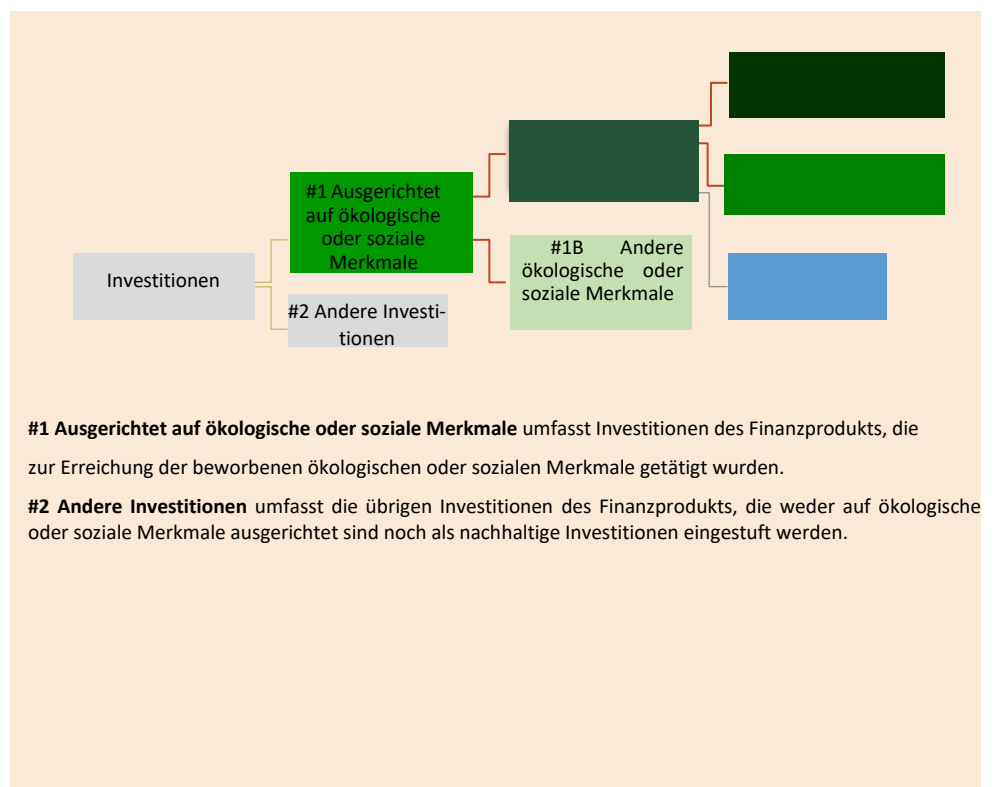 #1 Ausgerichtet
auf ökologische
oder soziale
Merkmale
#1B Andere
ökologische oder
soziale Merkmale
Investitionen
#2 Andere Investi-
tionen
#1 Ausgerichtet auf ökologische oder soziale Merkmale umfasst Investitionen des Finanzprodukts, die
zur Erreichung der beworbenen ökologischen oder sozialen Merkmale getätigt wurden.
#2 Andere Investitionen umfasst die übrigen Investitionen des Finanzprodukts, die weder auf ökologische
oder soziale Merkmale ausgerichtet sind noch als nachhaltige Investitionen eingestuft werden.